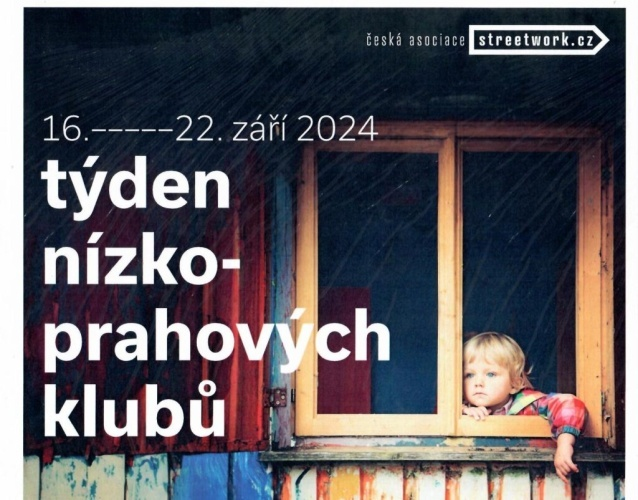 česká asociace streetwork.cz
16.-----22. září 2024
týden
nízko-
prahových
klubů